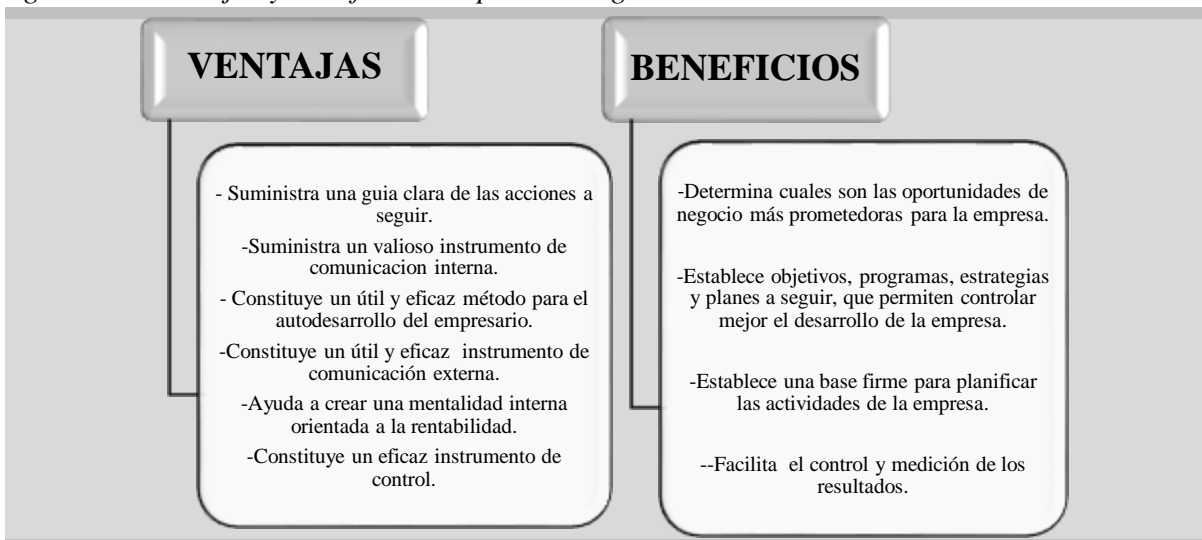 VENTAJAS
- Suministra una guia clara de las acciones a
seguir.
-Suministra un valioso instrumento de
comunicacion interna.
- Constituye un útil y eficaz método para el
autodesarrollo del empresario.
-Constituye un útil y eficaz instrumento de
comunicación externa.
-Ayuda a crear una mentalidad interna
orientada a la rentabilidad.
-Constituye un eficaz instrumento de
control.
BENEFICIOS
-Determina cuales son las oportunidades de
negocio más prometedoras para la empresa.
-Establece objetivos, programas, estrategias
y planes a seguir, que permiten controlar
mejor el desarrollo de la empresa.
-Establece una base firme para planificar
las actividades de la empresa.
--Facilita el control y medición de los
resultados.